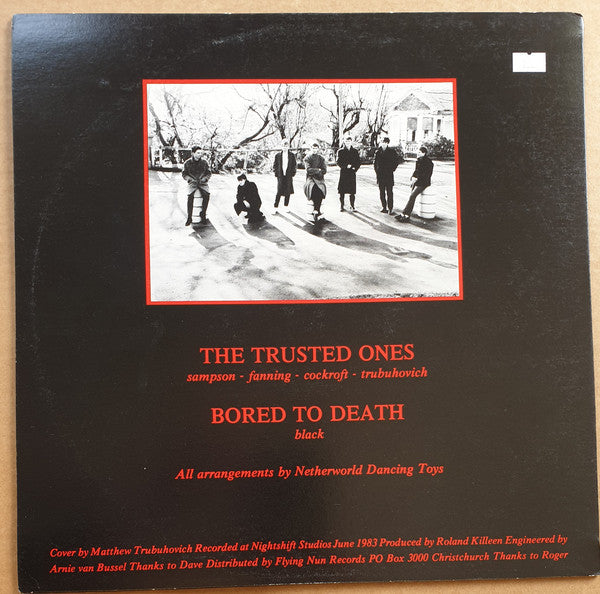 THE TRUSTED ONES
sampson - fanning - cockroft - trubuhovich
BORED TO DEATH
black
All arrangements by Netherworld Dancing Toys
Cover by Matthew Trubuhovich Recorded at Nightshift Studios June 1983 Produced by Roland Killeen Engineered by
Arnie van Bussel Thanks to Dave Distributed by Flying Nun Records PO Box 3000 Christchurch Thanks to Roger